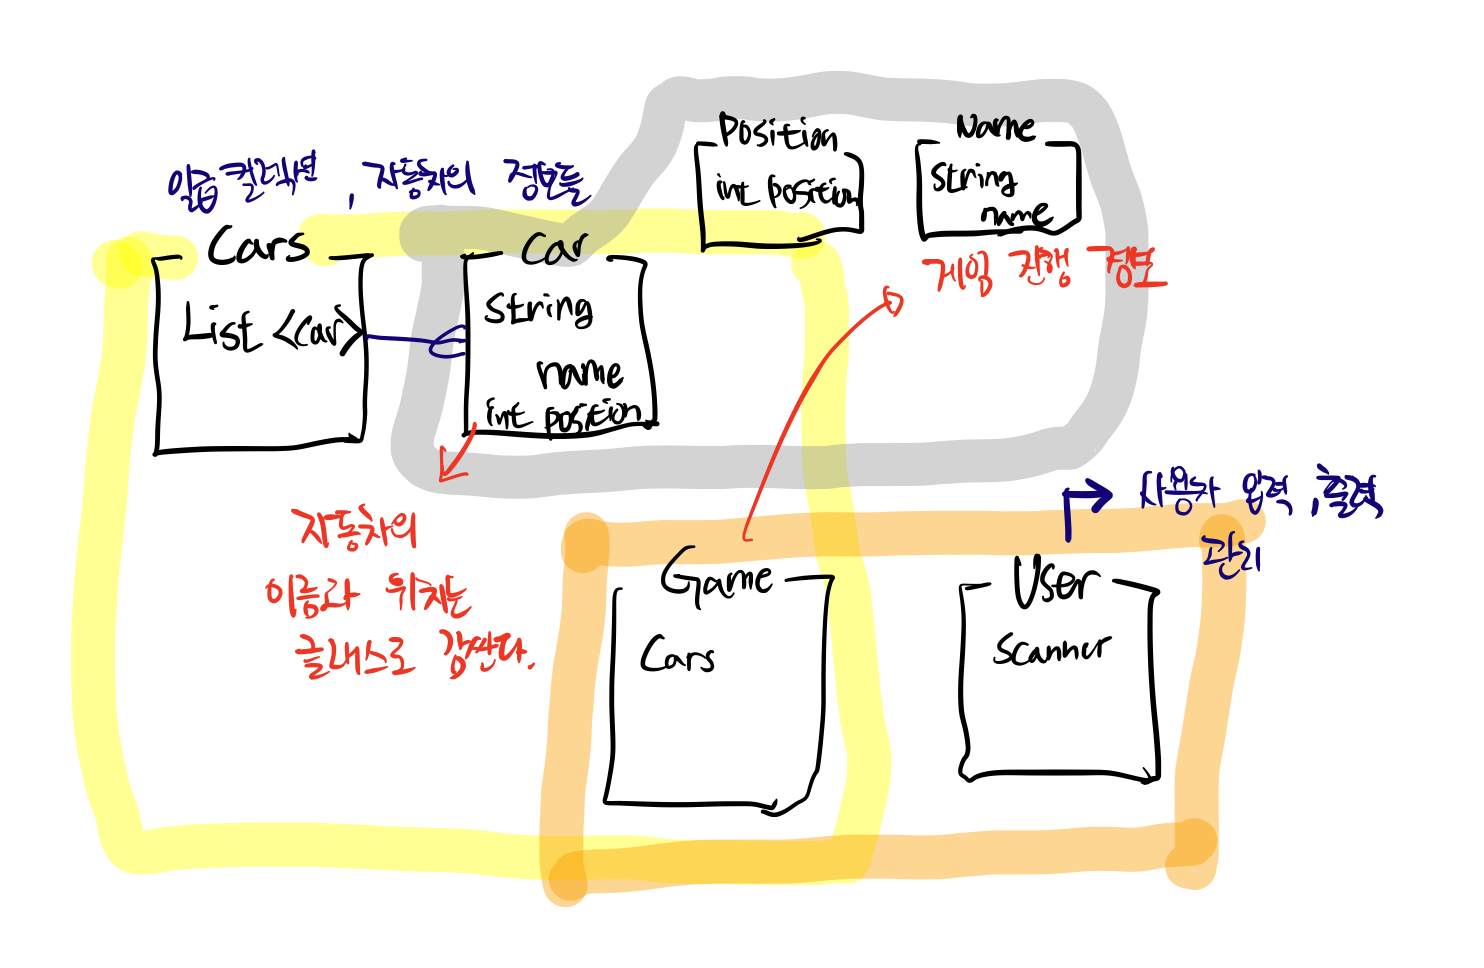 일급 컬렉션, 자동차의 정보들
Position
int position
Name
String
name
게임 진행 정보
Cars
List <Car>
Car
String
name
int position
자동차의
이름과 위치는
클래스로 감싼다.
사용자 입력, 출력
관리
Game
Cars
User
Scanner